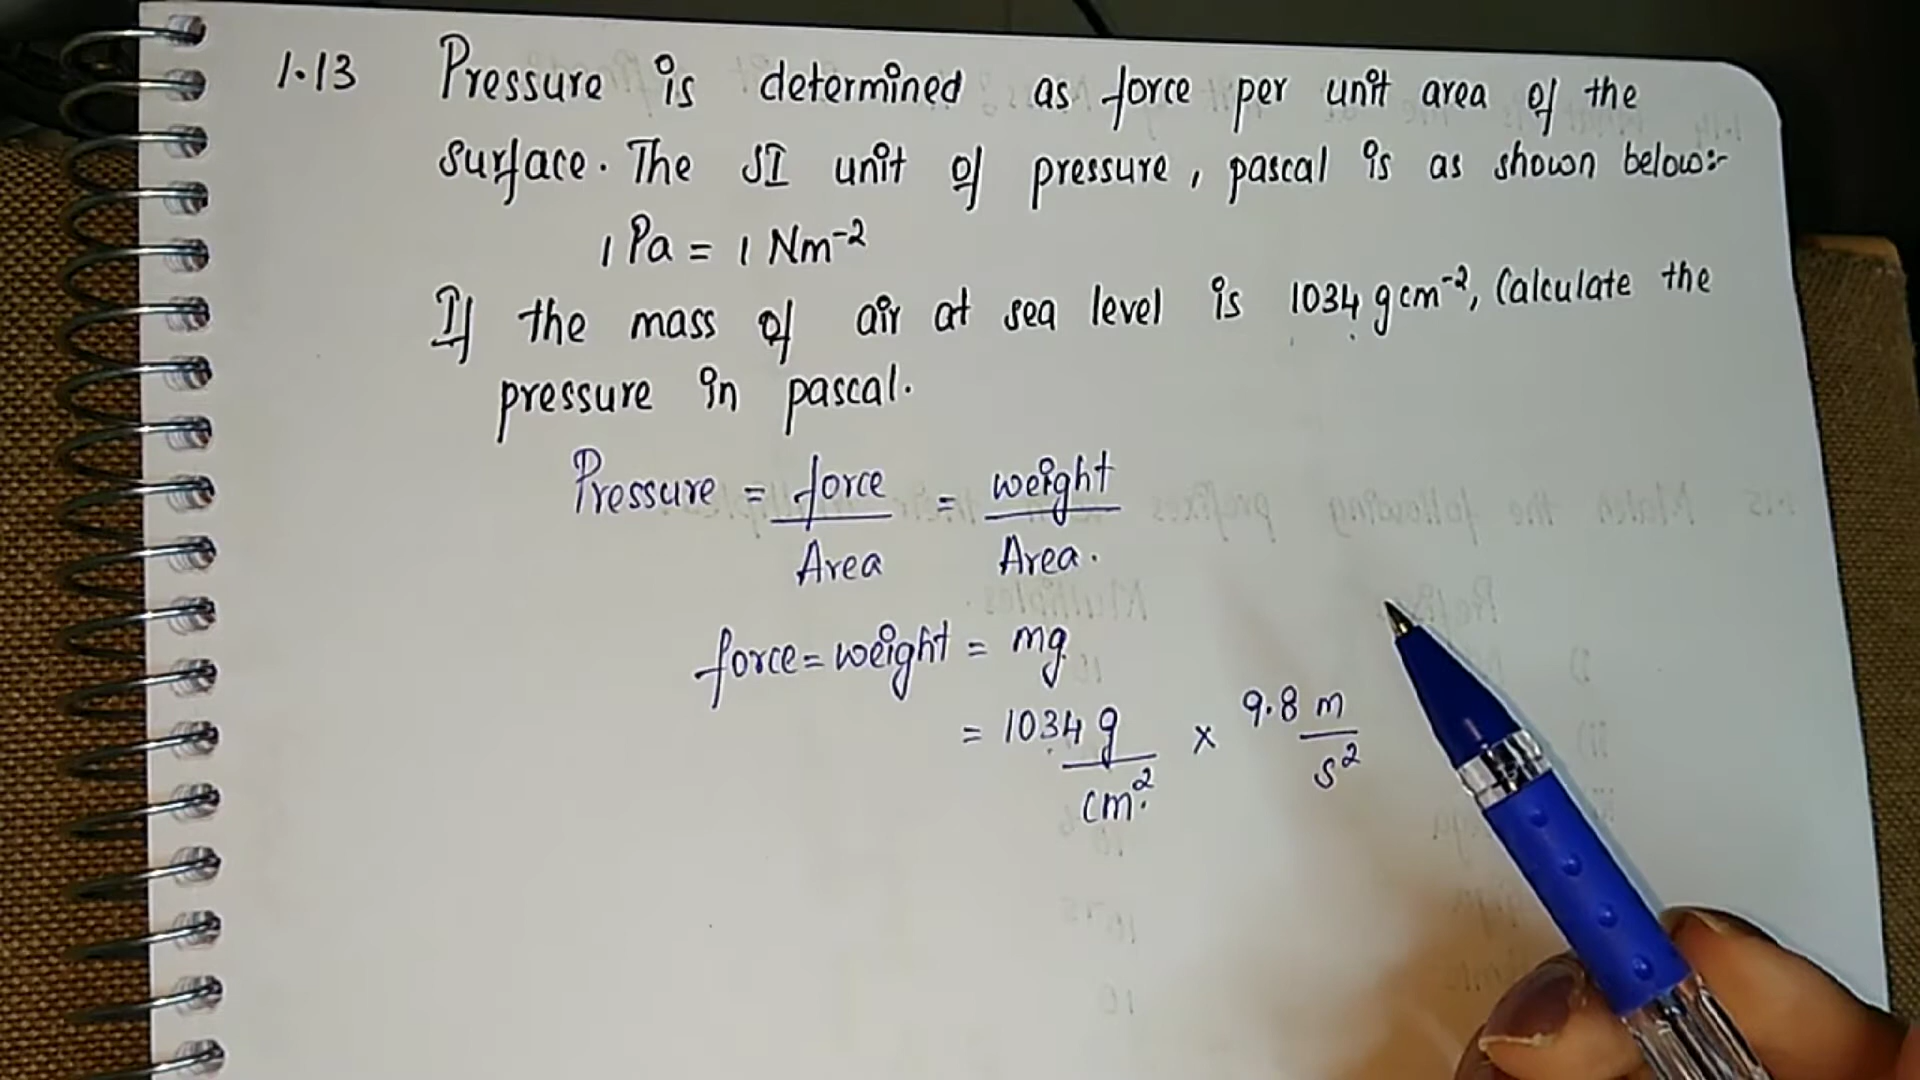 1.13 Pressure is determined as force per unit area of the
surface. The SI unit of pressure, pascal is as shown below:-
1 Pa = 1 Nm⁻²
If the mass of air at sea level is 1034 g cm⁻², Calculate the
pressure in pascal.
Pressure = force/Area = weight/Area.
force = weight = mg
= 1034 g/cm² × 9.8 m/s²